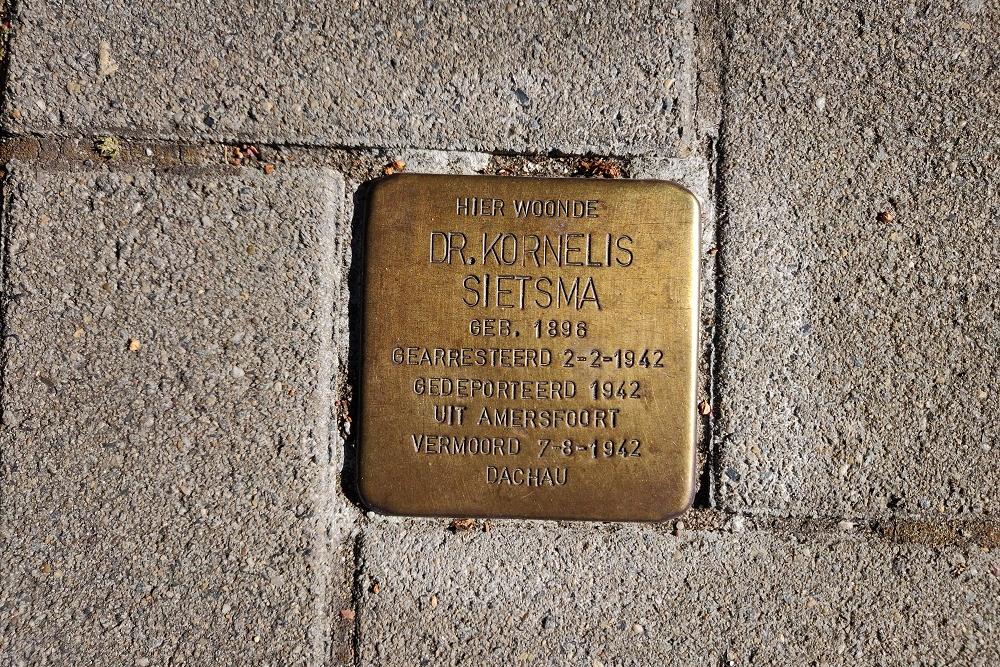 HIER WOONDE
DR. KORNELIS
SIETSMA
GEB. 1896
GEARRESTEERD 2-2-1942
GEDEPORTEERD 1942
UIT AMERSFOORT
VERMOORD 7-8-1942
DACHAU